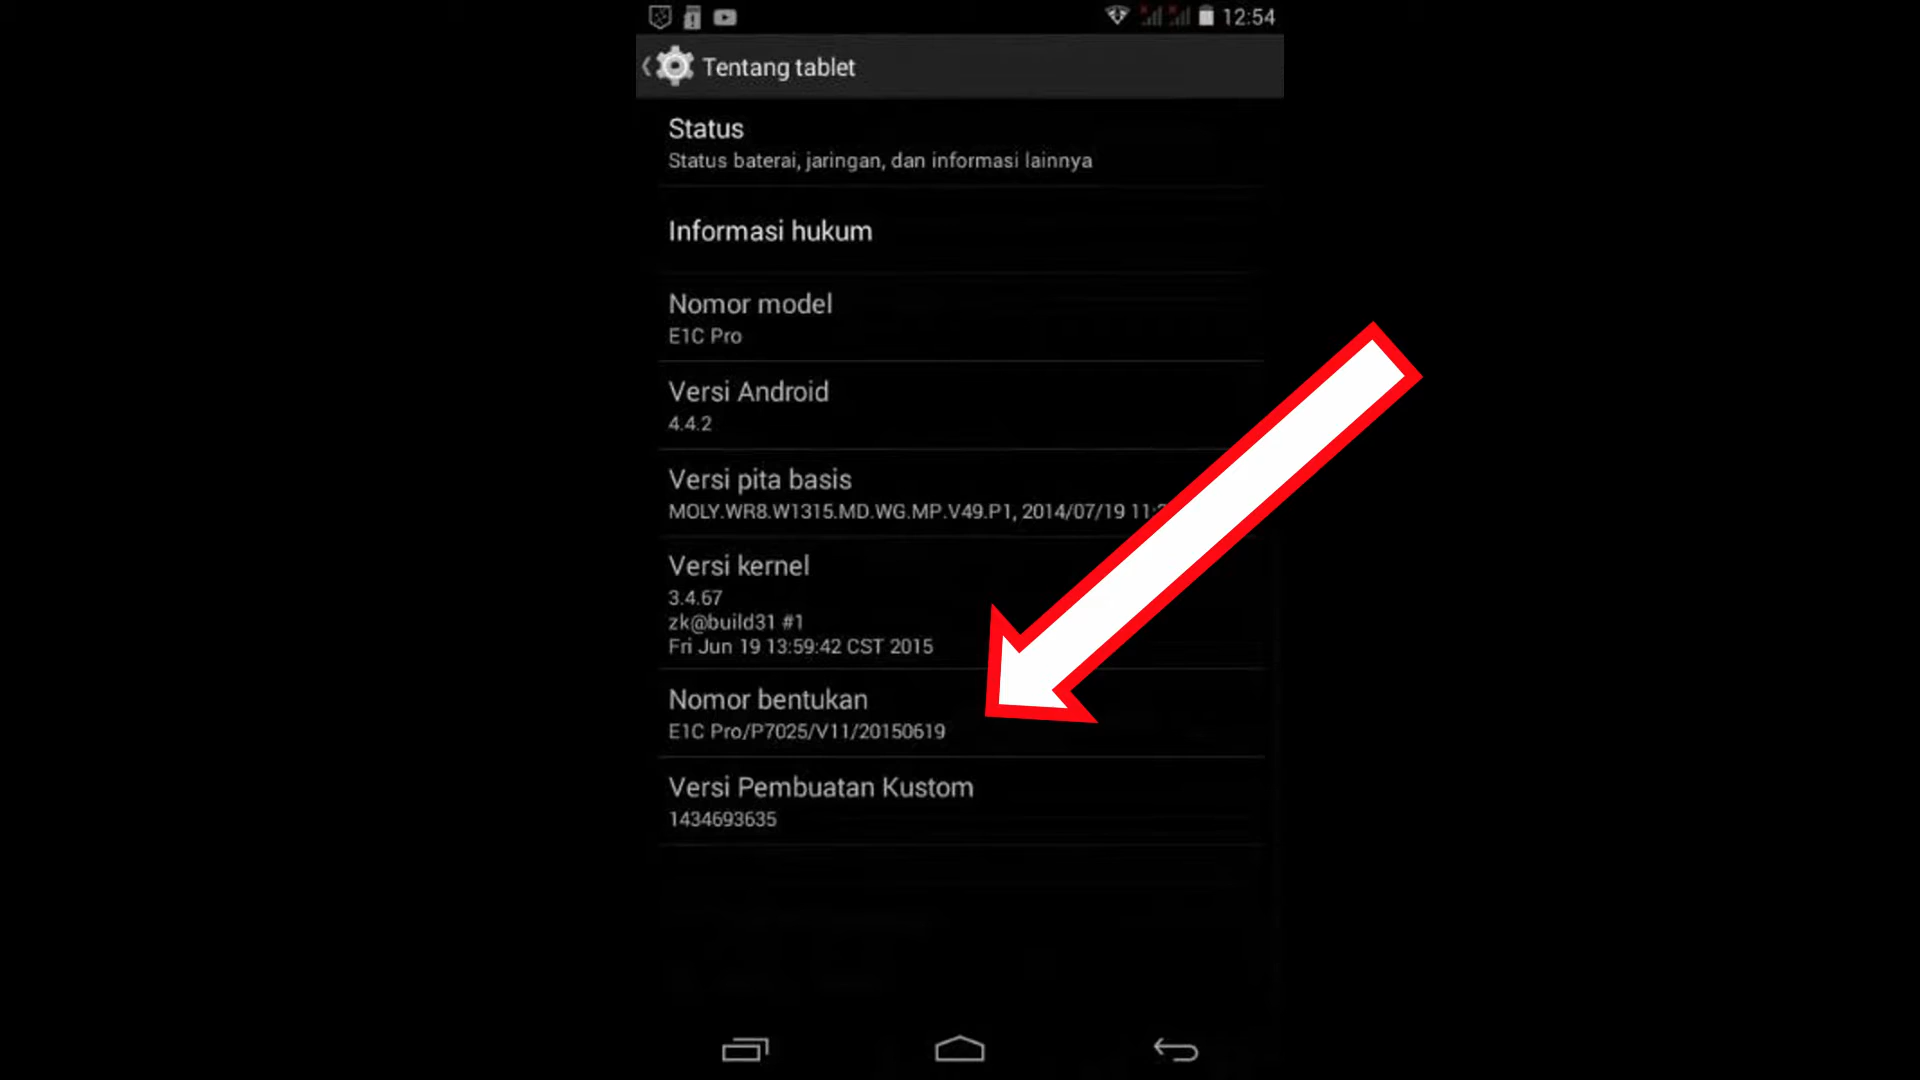 12:54
Tentang tablet
Status
Status baterai, jaringan, dan informasi lainnya
Informasi hukum
Nomor model
E1C Pro
Versi Android
4.4.2
Versi pita basis
MOLY.WR8.W1315.MD.WG.MP.V49.P1, 2014/07/19 11:
Versi kernel
3.4.67
zk@build31 #1
Fri Jun 19 13:59:42 CST 2015
Nomor bentukan
E1C Pro/P7025/V11/20150619
Versi Pembuatan Kustom
1434693635